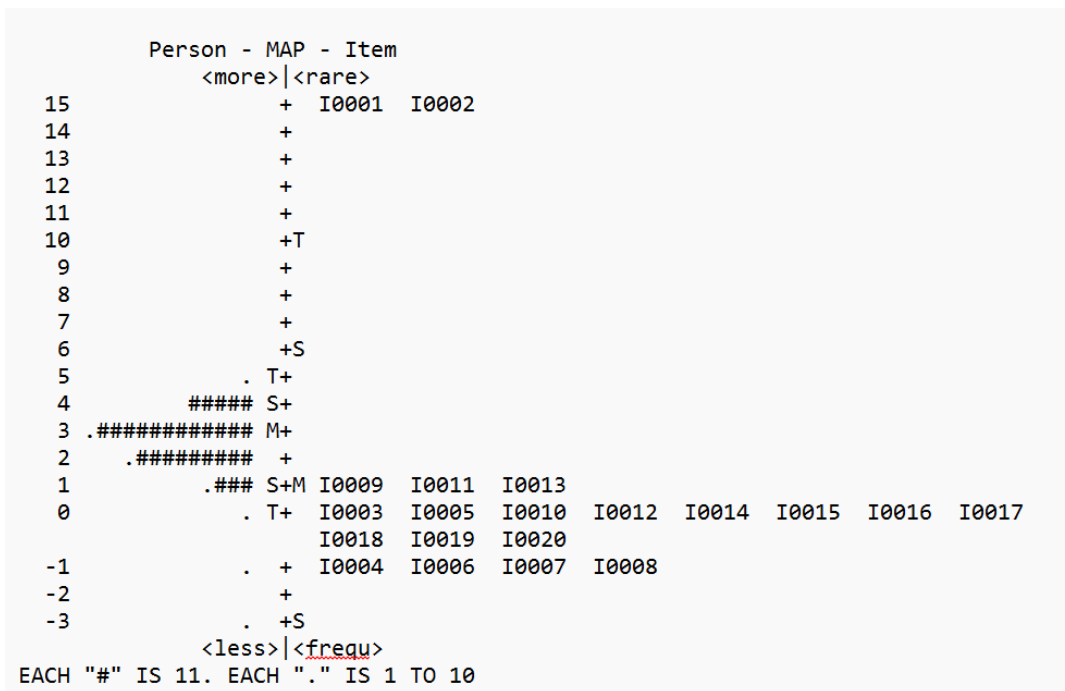 Person - MAP - Item
<more>|<rare>
15 + I0001 I0002
14 +
13 +
12 +
11 +
10 +T
9 +
8 +
7 +
6 +S
5 . T+
4 ##### S+
3 .############ M+
2 .######### +
1 .### S+M I0009 I0011 I0013
0 . T+ I0003 I0005 I0010 I0012 I0014 I0015 I0016 I0017
I0018 I0019 I0020
-1 . + I0004 I0006 I0007 I0008
-2 +
-3 . +S
<less>|<frequ>
EACH "#" IS 11. EACH "." IS 1 TO 10